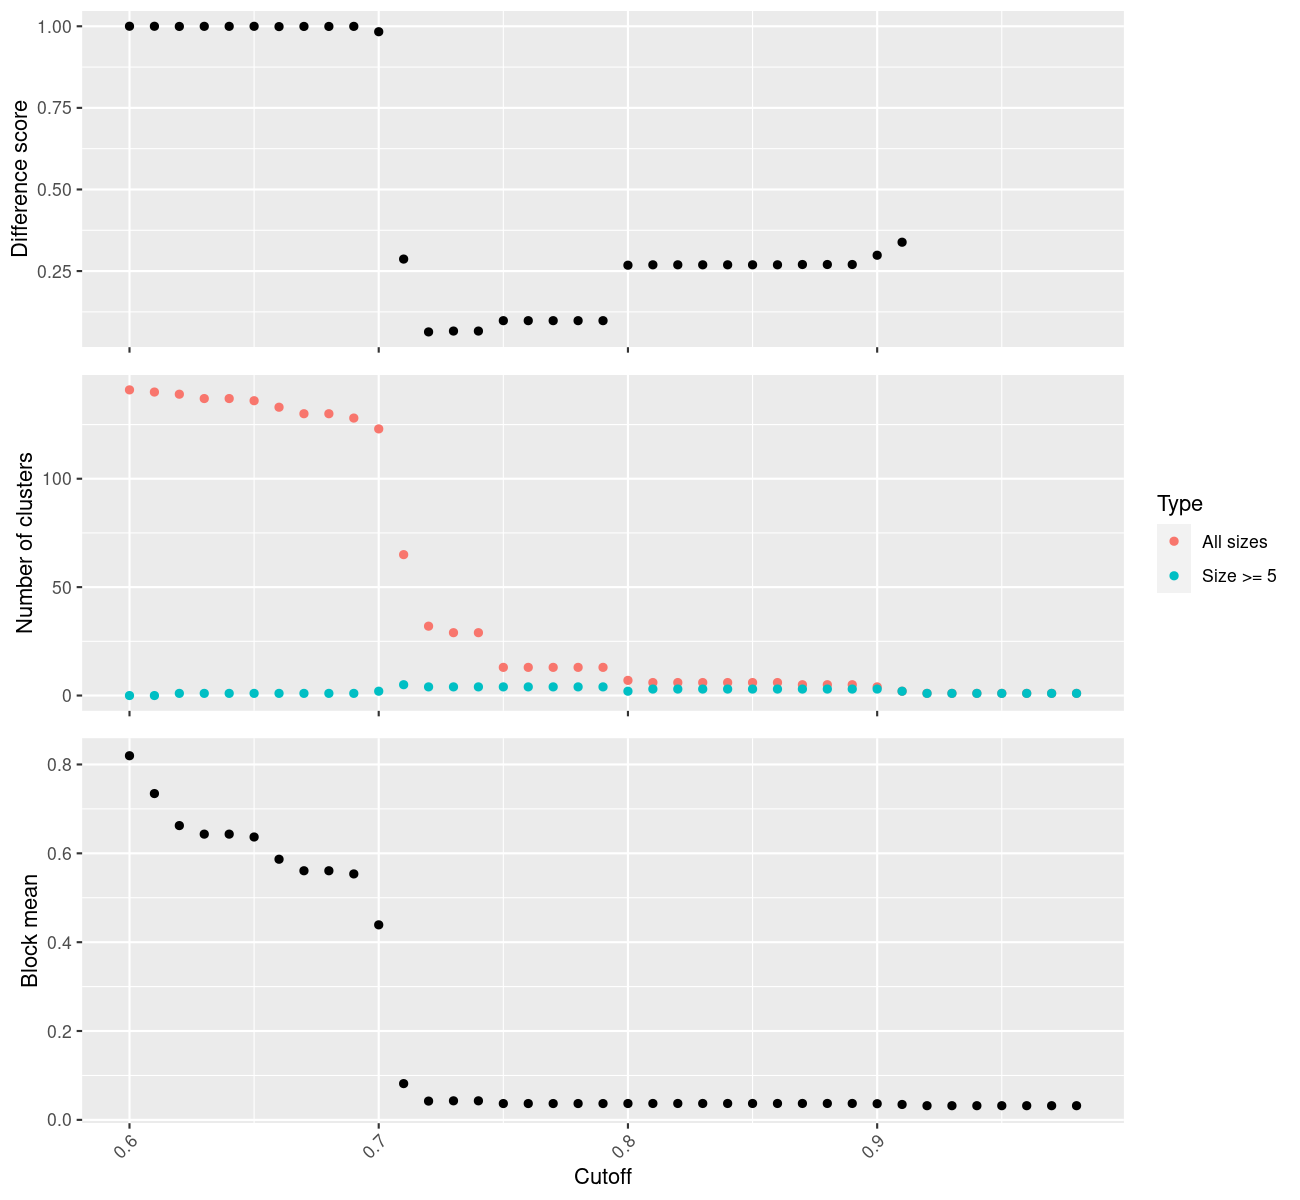 1.00
0.75
0.50
0.25
Difference score
100
50
0
Number of clusters
Type
All sizes
Size >= 5
0.8
0.6
0.4
0.2
0.0
Block mean
0.6 0.7 0.8 0.9
Cutoff